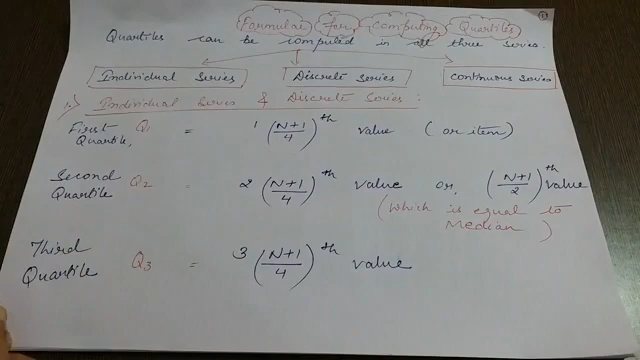 Formulae for computing Quartiles
Quartiles can be computed in all three series.
Individual Series Discrete Series Continuous Series
Individual Series & Discrete Series :
First Quartile, Q1 = 1 (N+1/4)th value (or item)
Second Quartile Q2 2 (N+1/4)th value or, (N+1/2)th value
(Which is equal to Median)
Third Quartile Q3 = 3 (N+1/4)th value